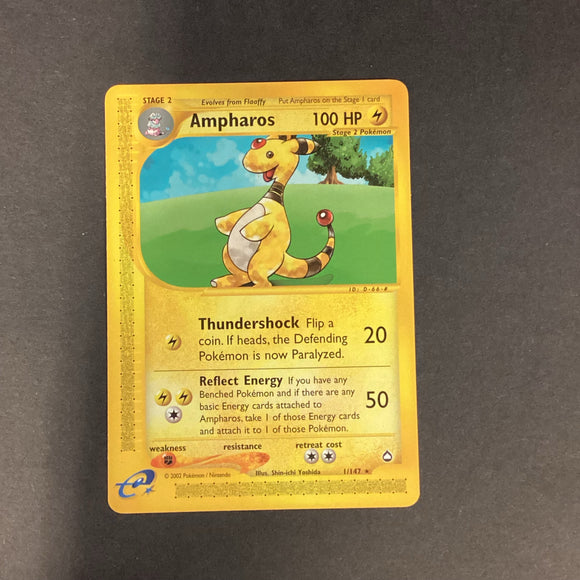 STAGE 2
Evolves from Flaaffy
Put Ampharos on the Stage 1 card
Ampharos
100 HP
Stage 2 Pokémon
ID: D-66-#
Thundershock Flip a
coin. If heads, the Defending
Pokémon is now Paralyzed.
20
Reflect Energy If you have any
Benched Pokémon and if there are any
basic Energy cards attached to
Ampharos, take 1 of those Energy cards
and attach it to 1 of those Pokémon.
50
weakness
resistance
retreat cost
© 2002 Pokémon / Nintendo
Illus. Shin-ichi Yoshida
1/147 ★
e